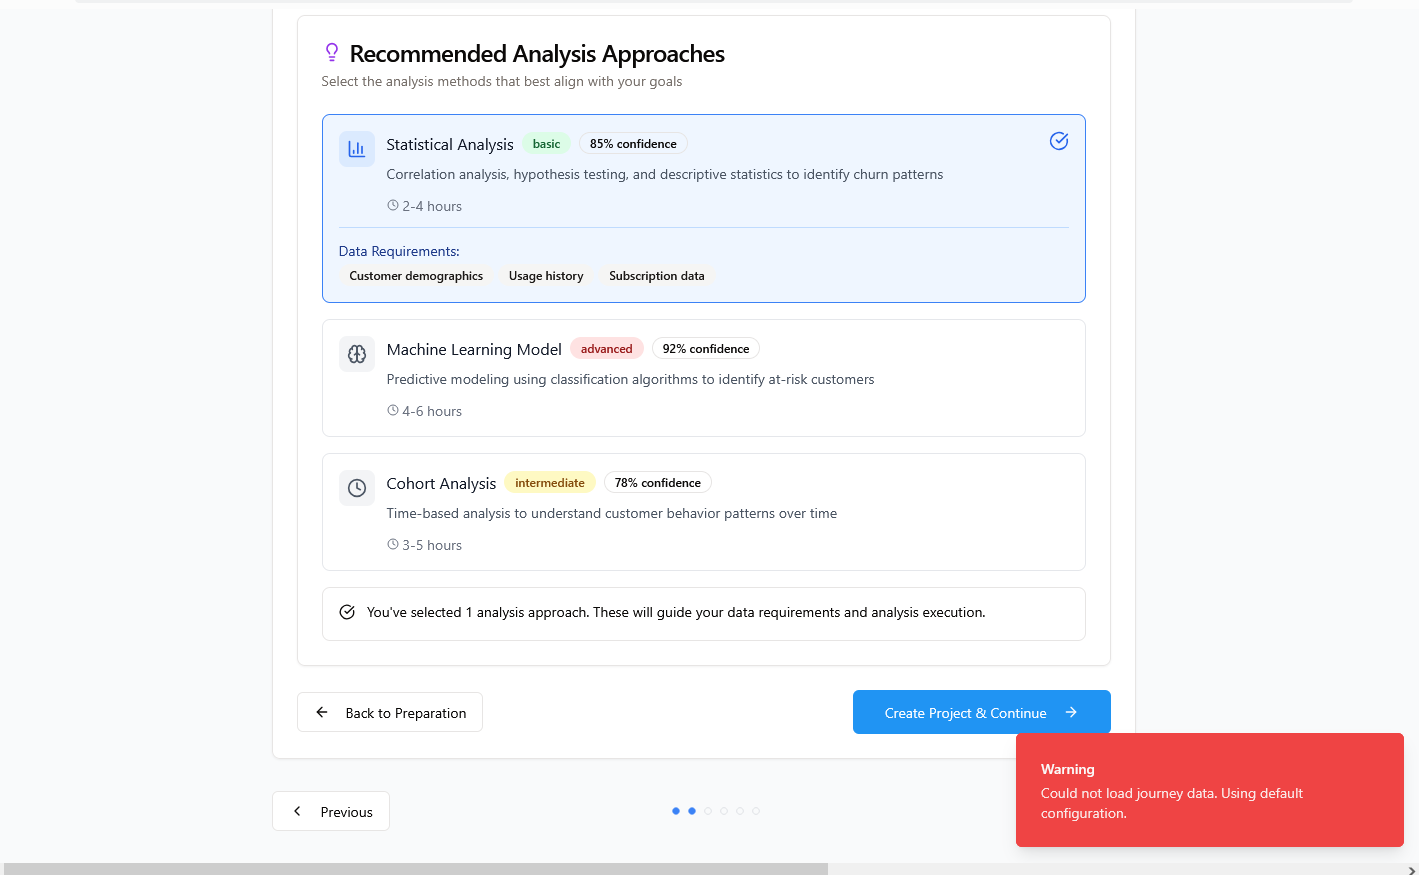 Recommended Analysis Approaches
Select the analysis methods that best align with your goals
Statistical Analysis basic 85% confidence
Correlation analysis, hypothesis testing, and descriptive statistics to identify churn patterns
2-4 hours
Data Requirements:
Customer demographics Usage history Subscription data
Machine Learning Model advanced 92% confidence
Predictive modeling using classification algorithms to identify at-risk customers
4-6 hours
Cohort Analysis intermediate 78% confidence
Time-based analysis to understand customer behavior patterns over time
3-5 hours
You've selected 1 analysis approach. These will guide your data requirements and analysis execution.
Back to Preparation
Create Project & Continue
Warning
Could not load journey data. Using default
configuration.
Previous